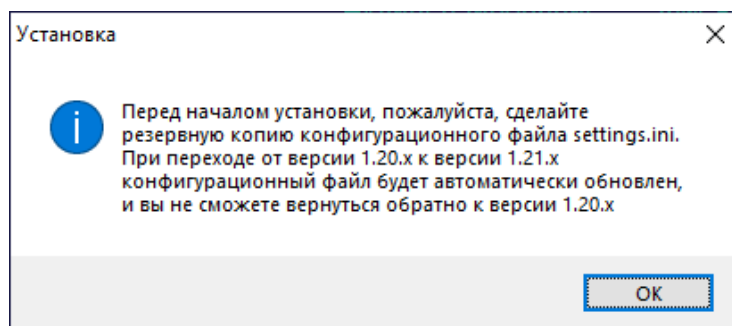 Установка
Перед началом установки, пожалуйста, сделайте
резервную копию конфигурационного файла settings.ini.
При переходе от версии 1.20.x к версии 1.21.x
конфигурационный файл будет автоматически обновлен,
и вы не сможете вернуться обратно к версии 1.20.x
ОК